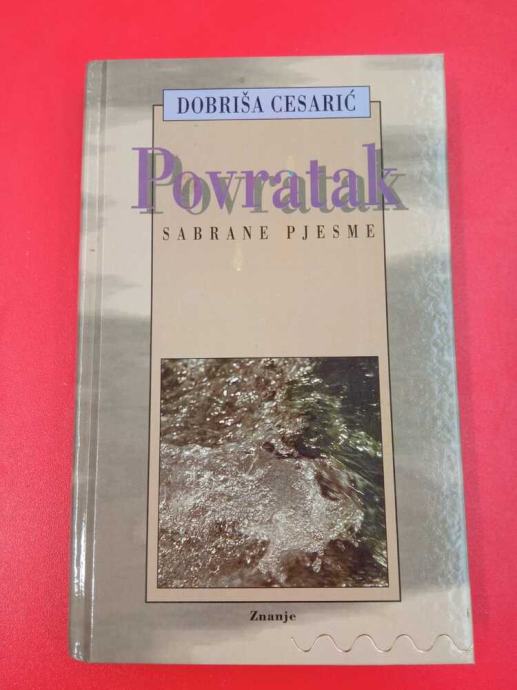 DOBRIŠA CESARIĆ
Povratak
SABRANE PJESME
Znanje